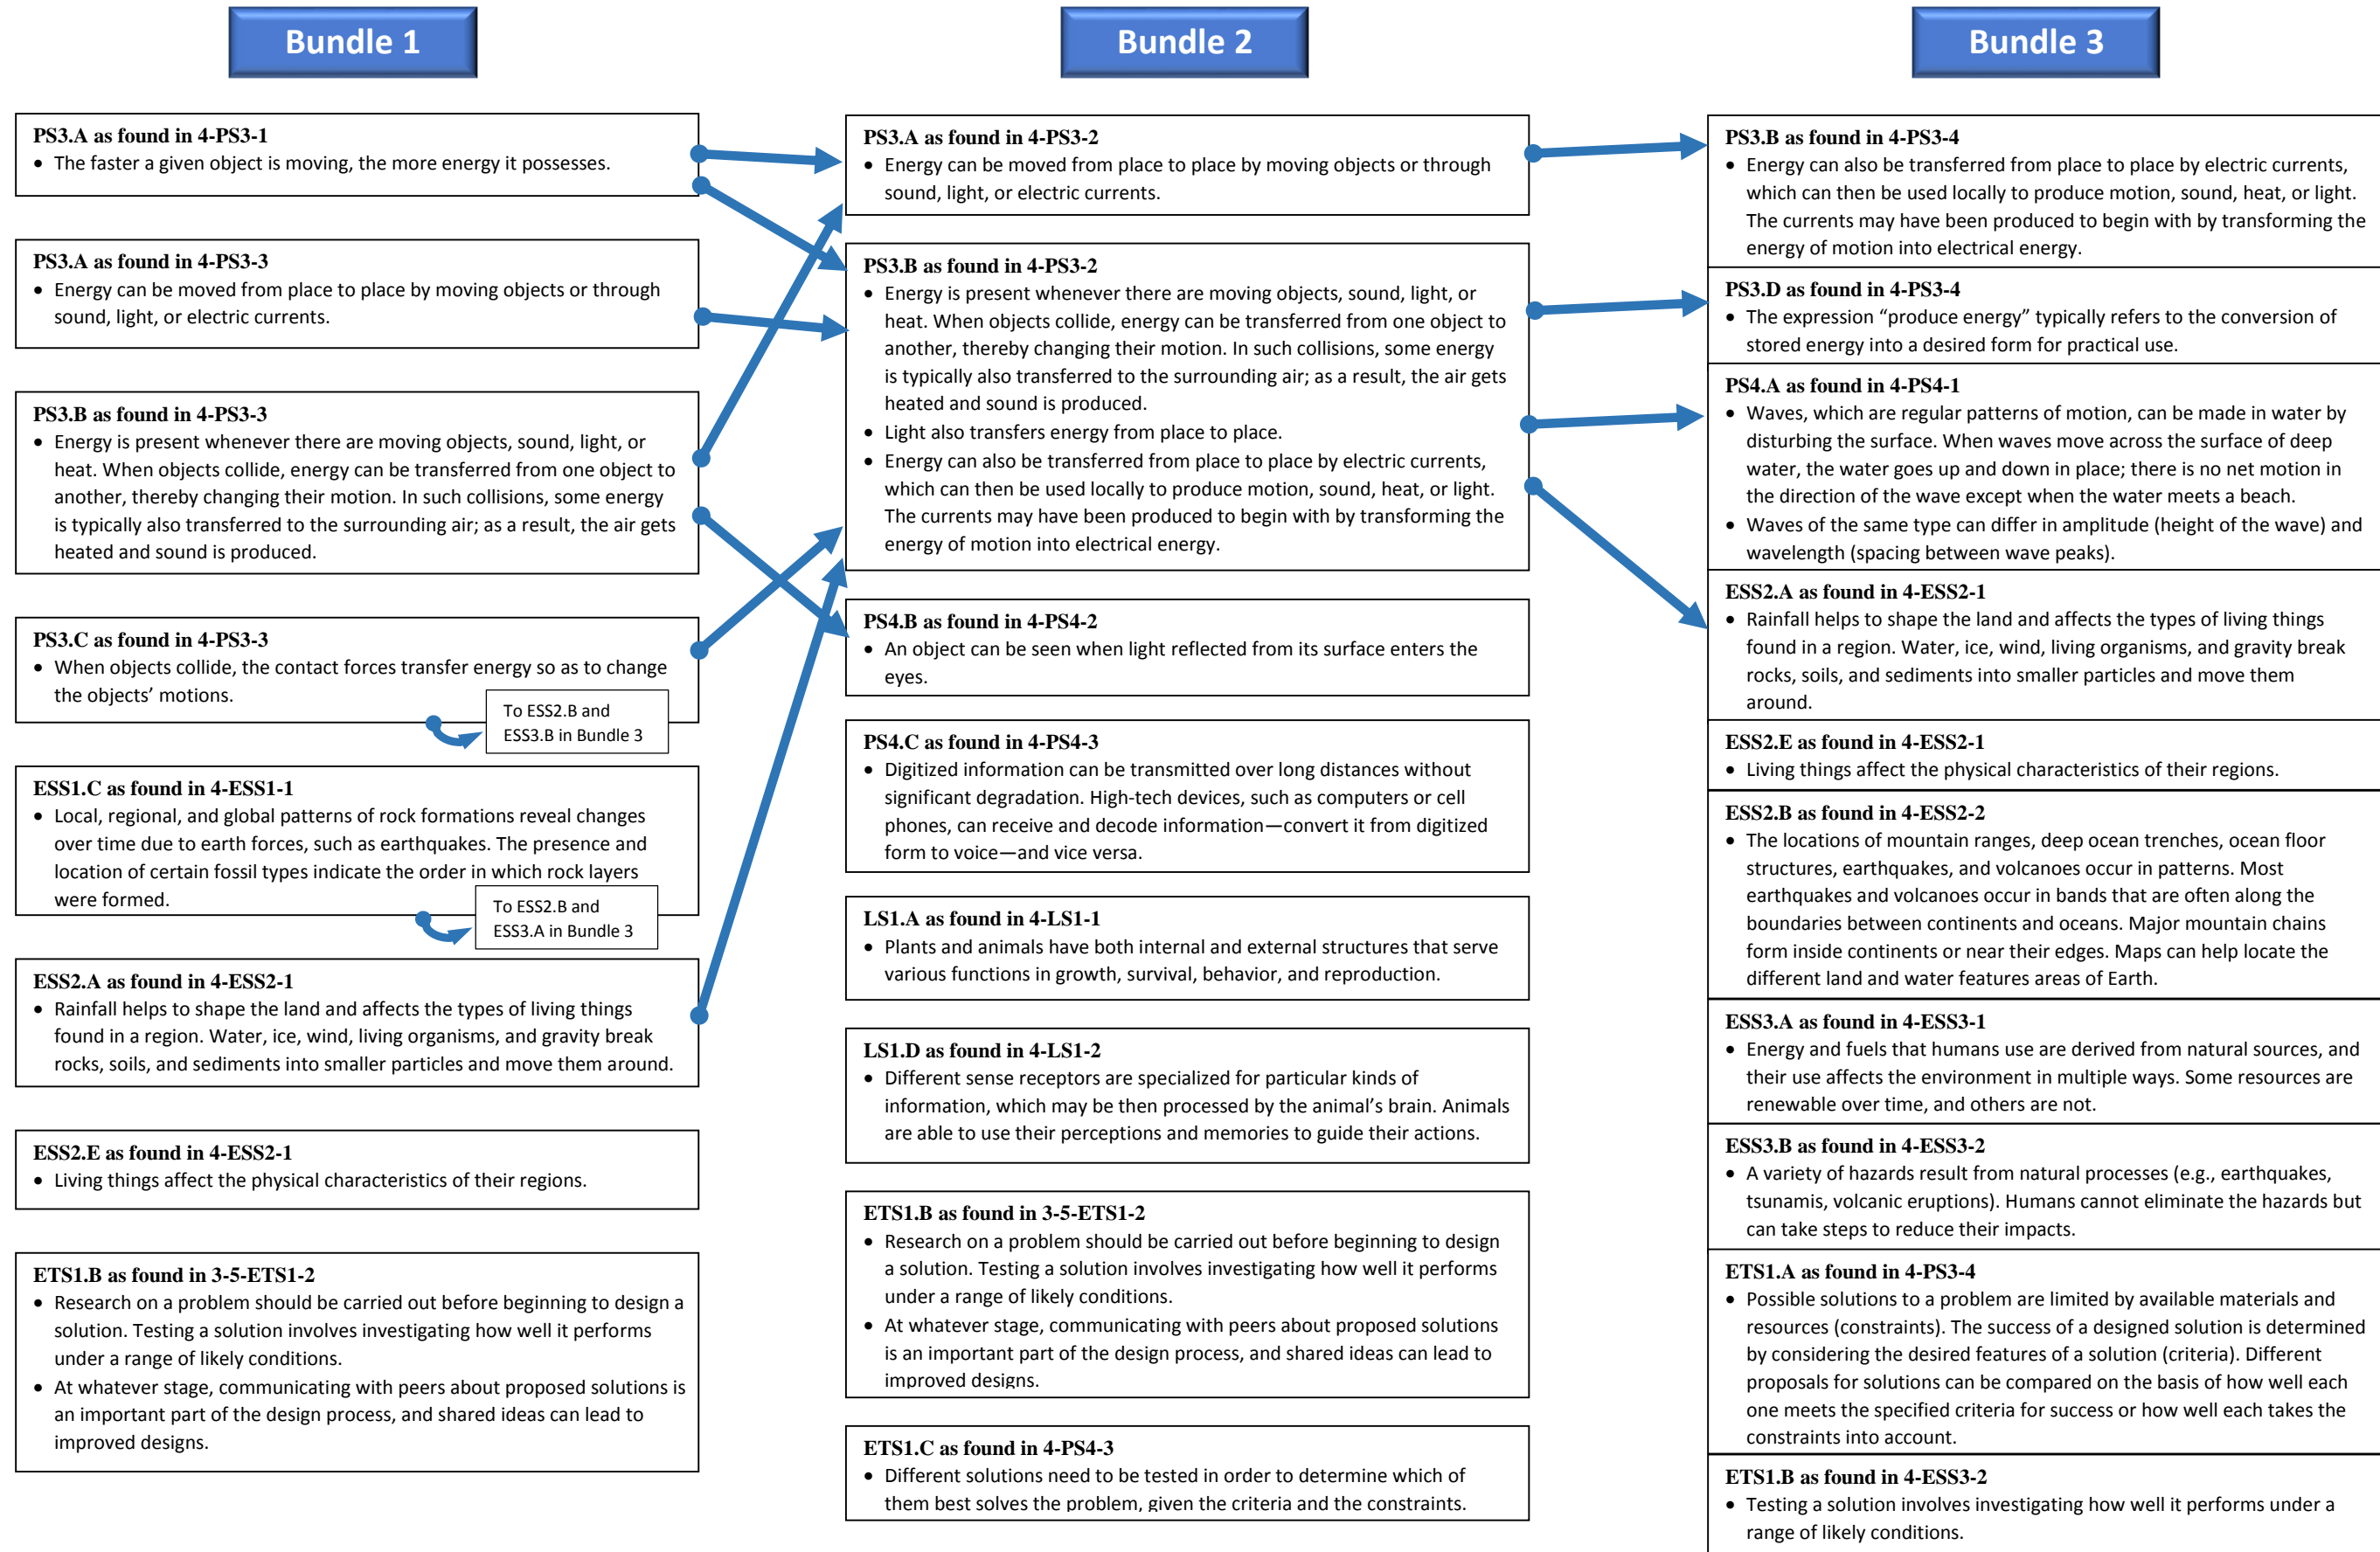 Bundle 1
PS3.A as found in 4-PS3-1
• The faster a given object is moving, the more energy it possesses.
PS3.A as found in 4-PS3-3
• Energy can be moved from place to place by moving objects or through
sound, light, or electric currents.
PS3.B as found in 4-PS3-3
• Energy is present whenever there are moving objects, sound, light, or
heat. When objects collide, energy can be transferred from one object to
another, thereby changing their motion. In such collisions, some energy
is typically also transferred to the surrounding air; as a result, the air gets
heated and sound is produced.
PS3.C as found in 4-PS3-3
• When objects collide, the contact forces transfer energy so as to change
the objects’ motions.
To ESS2.B and
ESS3.B in Bundle 3
ESS1.C as found in 4-ESS1-1
• Local, regional, and global patterns of rock formations reveal changes
over time due to earth forces, such as earthquakes. The presence and
location of certain fossil types indicate the order in which rock layers
were formed.
To ESS2.B and
ESS3.A in Bundle 3
ESS2.A as found in 4-ESS2-1
• Rainfall helps to shape the land and affects the types of living things
found in a region. Water, ice, wind, living organisms, and gravity break
rocks, soils, and sediments into smaller particles and move them around.
ESS2.E as found in 4-ESS2-1
• Living things affect the physical characteristics of their regions.
ETS1.B as found in 3-5-ETS1-2
• Research on a problem should be carried out before beginning to design a
solution. Testing a solution involves investigating how well it performs
under a range of likely conditions.
• At whatever stage, communicating with peers about proposed solutions is
an important part of the design process, and shared ideas can lead to
improved designs.
Bundle 2
PS3.A as found in 4-PS3-2
• Energy can be moved from place to place by moving objects or through
sound, light, or electric currents.
PS3.B as found in 4-PS3-2
• Energy is present whenever there are moving objects, sound, light, or
heat. When objects collide, energy can be transferred from one object to
another, thereby changing their motion. In such collisions, some energy
is typically also transferred to the surrounding air; as a result, the air gets
heated and sound is produced.
• Light also transfers energy from place to place.
• Energy can also be transferred from place to place by electric currents,
which can then be used locally to produce motion, sound, heat, or light.
The currents may have been produced to begin with by transforming the
energy of motion into electrical energy.
PS4.B as found in 4-PS4-2
• An object can be seen when light reflected from its surface enters the
eyes.
PS4.C as found in 4-PS4-3
• Digitized information can be transmitted over long distances without
significant degradation. High-tech devices, such as computers or cell
phones, can receive and decode information—convert it from digitized
form to voice—and vice versa.
LS1.A as found in 4-LS1-1
• Plants and animals have both internal and external structures that serve
various functions in growth, survival, behavior, and reproduction.
LS1.D as found in 4-LS1-2
• Different sense receptors are specialized for particular kinds of
information, which may be then processed by the animal’s brain. Animals
are able to use their perceptions and memories to guide their actions.
ETS1.B as found in 3-5-ETS1-2
• Research on a problem should be carried out before beginning to design
a solution. Testing a solution involves investigating how well it performs
under a range of likely conditions.
• At whatever stage, communicating with peers about proposed solutions
is an important part of the design process, and shared ideas can lead to
improved designs.
ETS1.C as found in 4-PS4-3
• Different solutions need to be tested in order to determine which of
them best solves the problem, given the criteria and the constraints.
Bundle 3
PS3.B as found in 4-PS3-4
• Energy can also be transferred from place to place by electric currents,
which can then be used locally to produce motion, sound, heat, or light.
The currents may have been produced to begin with by transforming the
energy of motion into electrical energy.
PS3.D as found in 4-PS3-4
• The expression “produce energy” typically refers to the conversion of
stored energy into a desired form for practical use.
PS4.A as found in 4-PS4-1
• Waves, which are regular patterns of motion, can be made in water by
disturbing the surface. When waves move across the surface of deep
water, the water goes up and down in place; there is no net motion in
the direction of the wave except when the water meets a beach.
• Waves of the same type can differ in amplitude (height of the wave) and
wavelength (spacing between wave peaks).
ESS2.A as found in 4-ESS2-1
• Rainfall helps to shape the land and affects the types of living things
found in a region. Water, ice, wind, living organisms, and gravity break
rocks, soils, and sediments into smaller particles and move them
around.
ESS2.E as found in 4-ESS2-1
• Living things affect the physical characteristics of their regions.
ESS2.B as found in 4-ESS2-2
• The locations of mountain ranges, deep ocean trenches, ocean floor
structures, earthquakes, and volcanoes occur in patterns. Most
earthquakes and volcanoes occur in bands that are often along the
boundaries between continents and oceans. Major mountain chains
form inside continents or near their edges. Maps can help locate the
different land and water features areas of Earth.
ESS3.A as found in 4-ESS3-1
• Energy and fuels that humans use are derived from natural sources, and
their use affects the environment in multiple ways. Some resources are
renewable over time, and others are not.
ESS3.B as found in 4-ESS3-2
• A variety of hazards result from natural processes (e.g., earthquakes,
tsunamis, volcanic eruptions). Humans cannot eliminate the hazards but
can take steps to reduce their impacts.
ETS1.A as found in 4-PS3-4
• Possible solutions to a problem are limited by available materials and
resources (constraints). The success of a designed solution is determined
by considering the desired features of a solution (criteria). Different
proposals for solutions can be compared on the basis of how well each
one meets the specified criteria for success or how well each takes the
constraints into account.
ETS1.B as found in 4-ESS3-2
• Testing a solution involves investigating how well it performs under a
range of likely conditions.